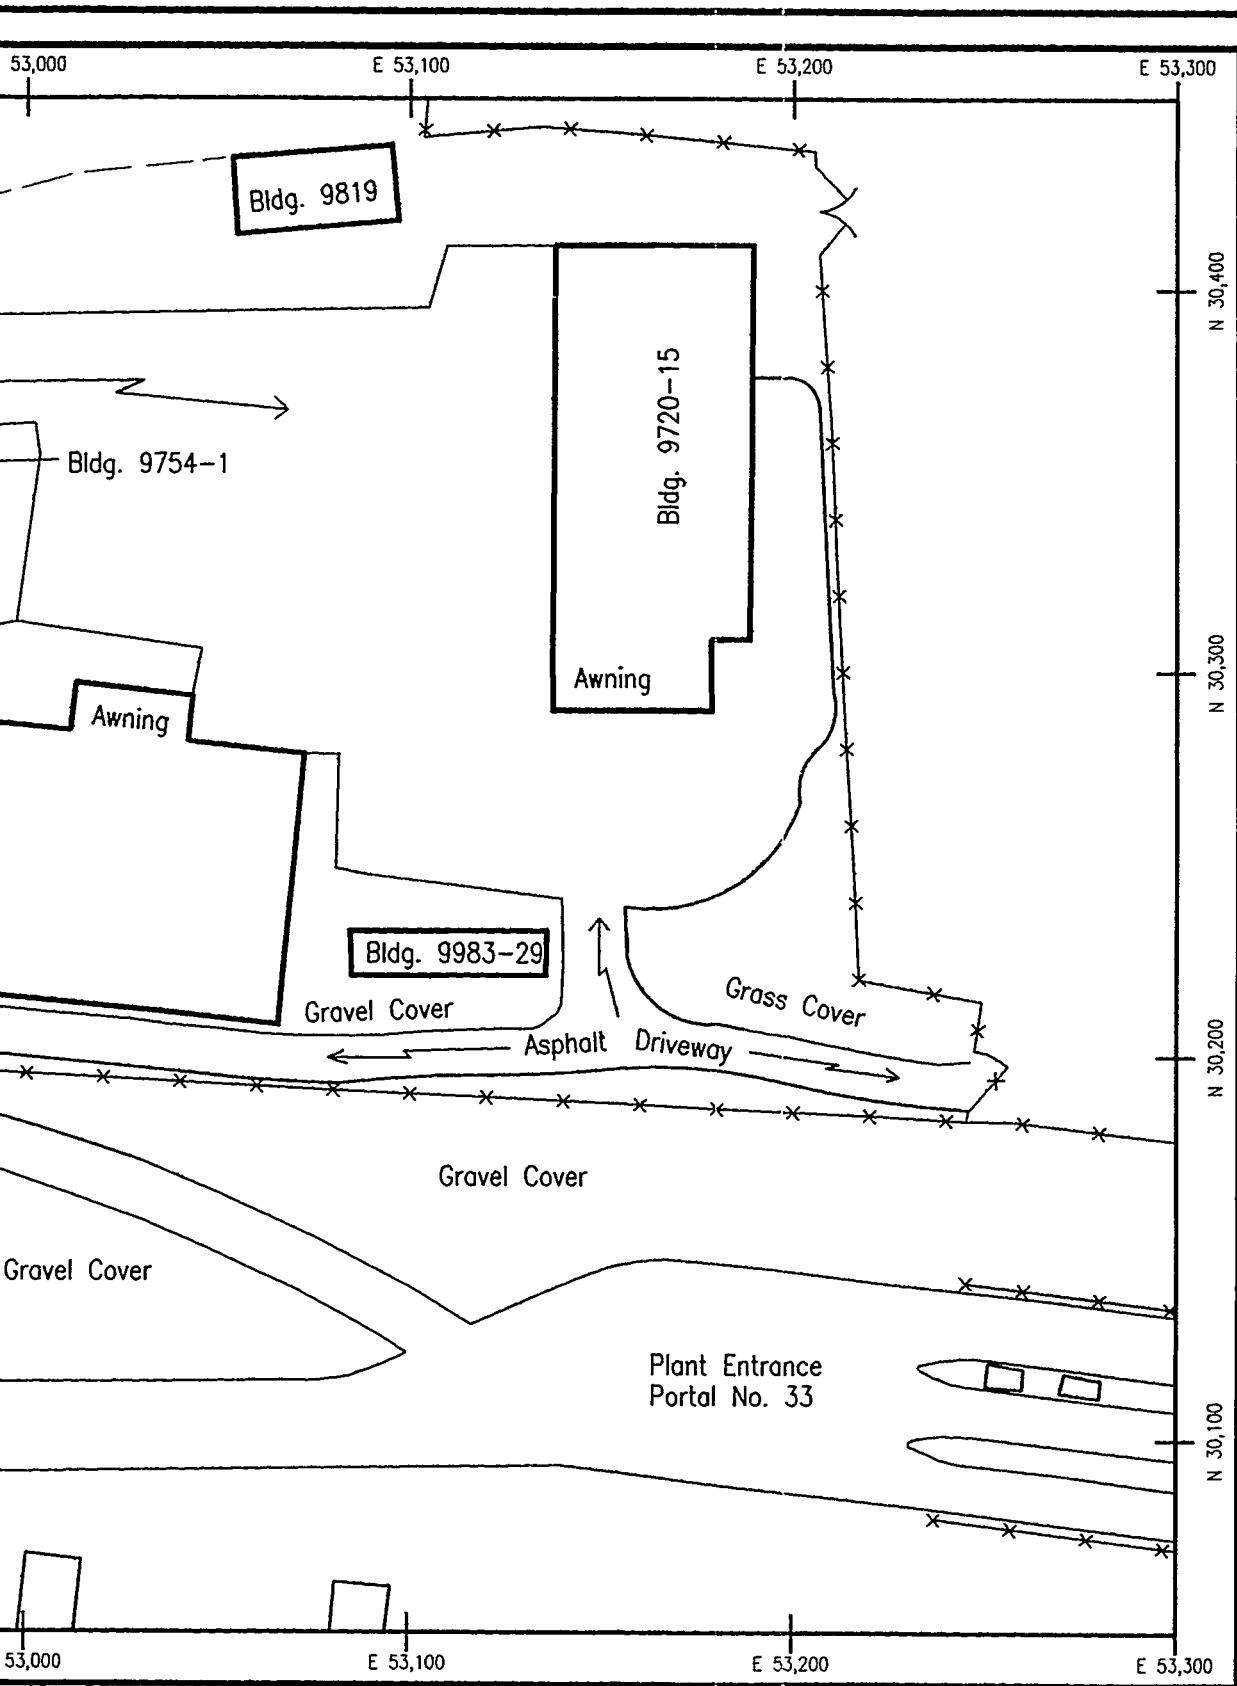 53,000
E 53,100
E 53,200
E 53,300
Bldg. 9819
N 30,400
Bldg. 9720-15
Bldg. 9754-1
N 30,300
Awning
Awning
Bldg. 9983-29
Gravel Cover
Grass Cover
Asphalt Driveway
N 30,200
Gravel Cover
Gravel Cover
Plant Entrance
Portal No. 33
N 30,100
53,000
E 53,100
E 53,200
E 53,300